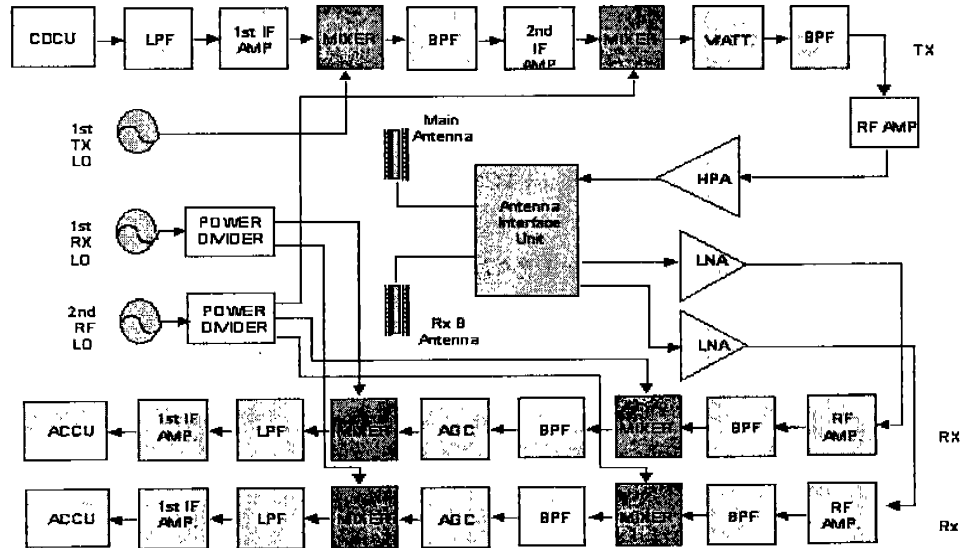 CDCU
LPF
1st IF
AMP
MIXER
BPF
2nd
IF
AMP
MIXER
V.ATT.
BPF
TX
RF AMP
1st
TX
LO
Main
Antenna
HPA
Antenna
Interface
Unit
1st
RX
LO
POWER
DIVIDER
LNA
2nd
RF
LO
POWER
DIVIDER
Rx B
Antenna
LNA
ACCU
1st IF
AMP.
LPF
MIXER
AGC
BPF
MIXER
BPF
RF
AMP.
RX
ACCU
1st IF
AMP.
LPF
MIXER
AGC
BPF
MIXER
BPF
RF
AMP.
Rx